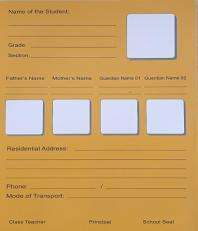 Name of the Student:
Grade:
Section:
Father's Name Mother's Name Guardian Name 01 Guardian Name 02
Residential Address:
Phone: /
Mode of Transport:
Class Teacher Principal School Seal